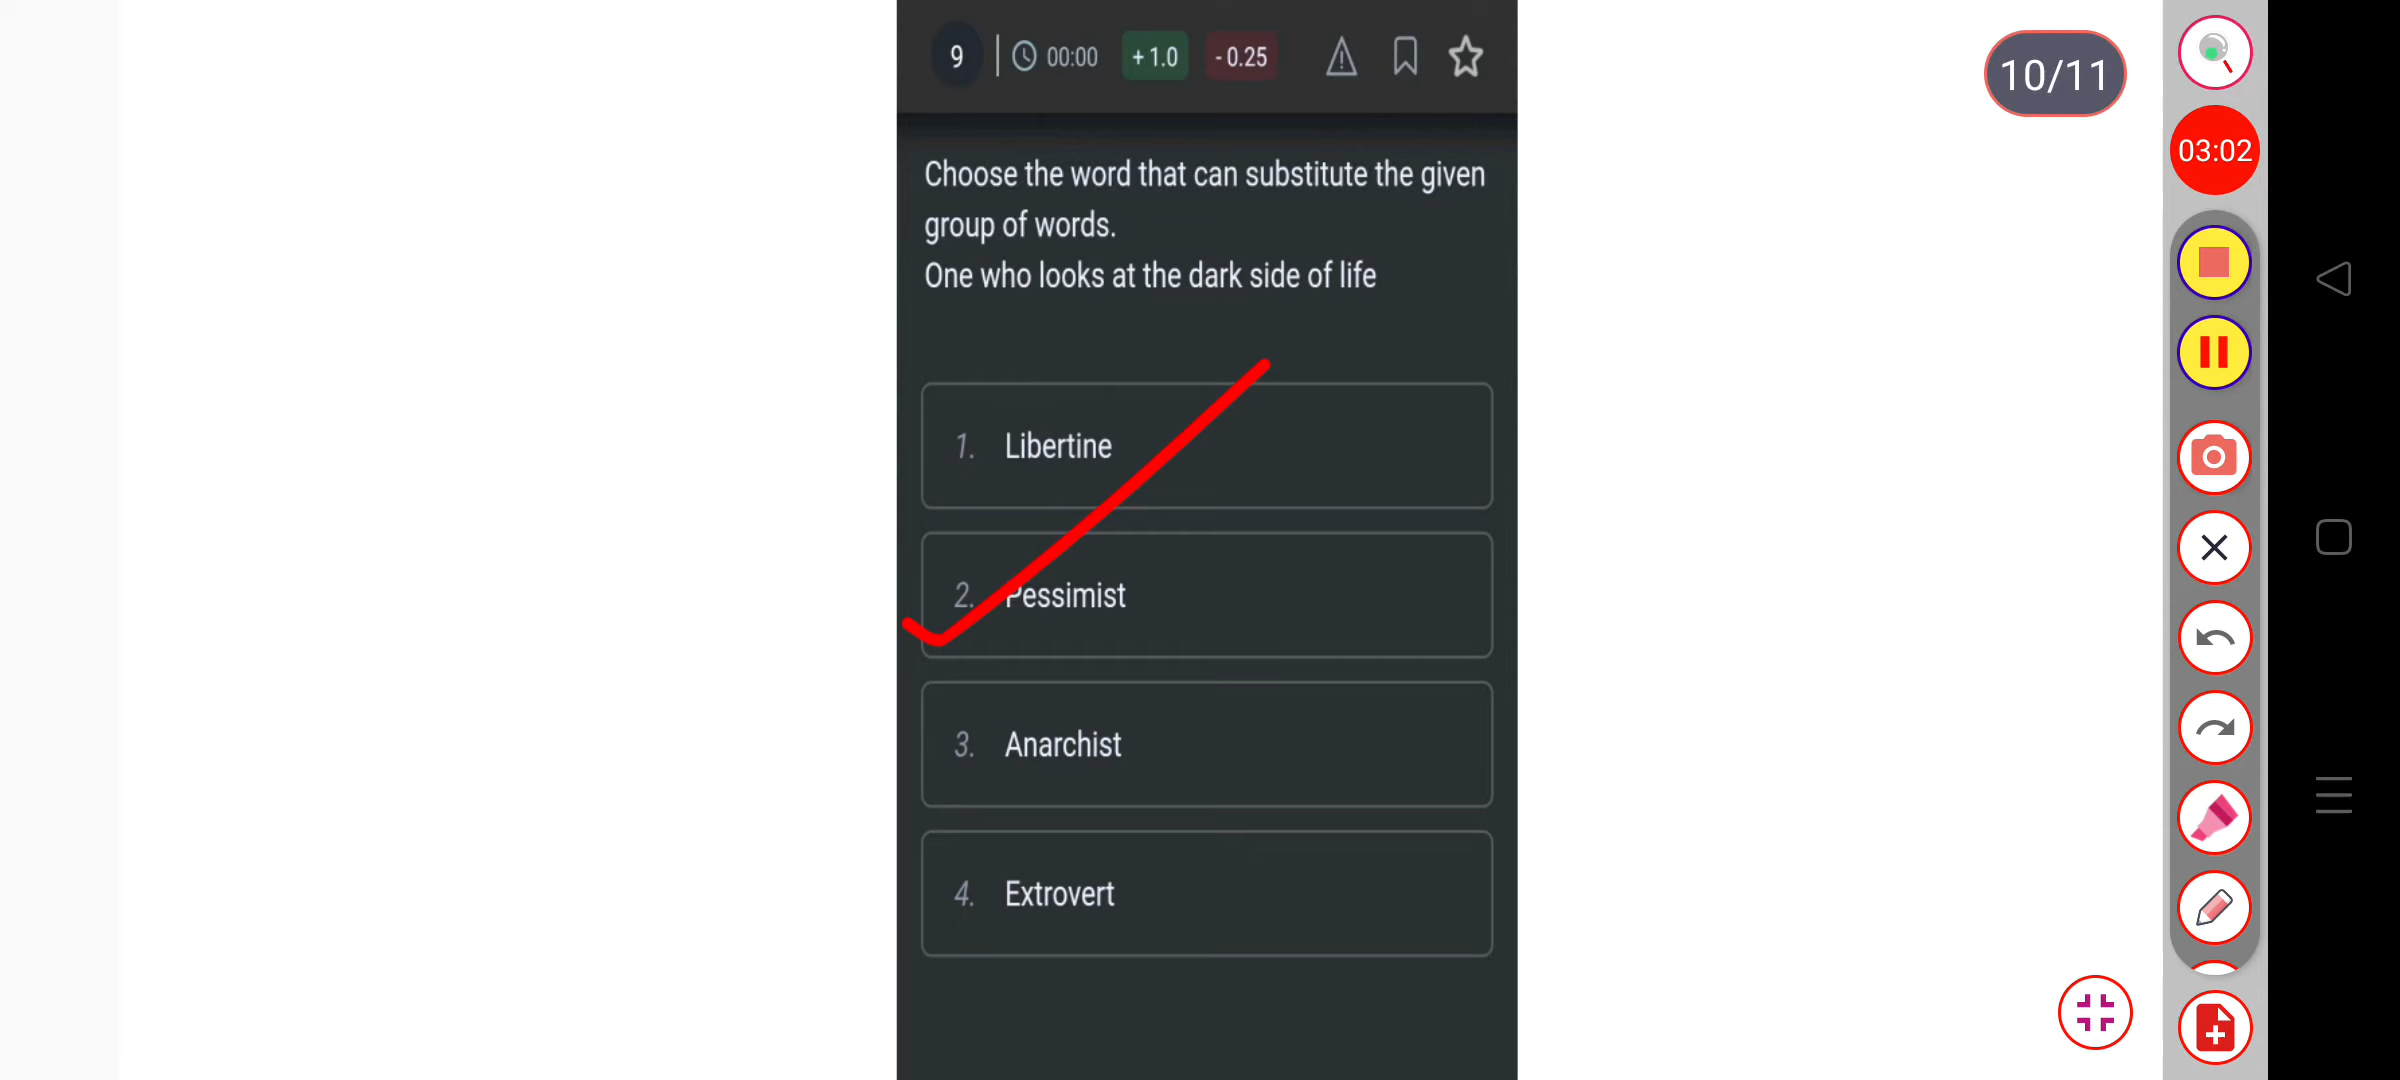 9 00:00 + 1.0 - 0.25
10/11
03:02
Choose the word that can substitute the given
group of words.
One who looks at the dark side of life
1. Libertine
2. Pessimist
3. Anarchist
4. Extrovert